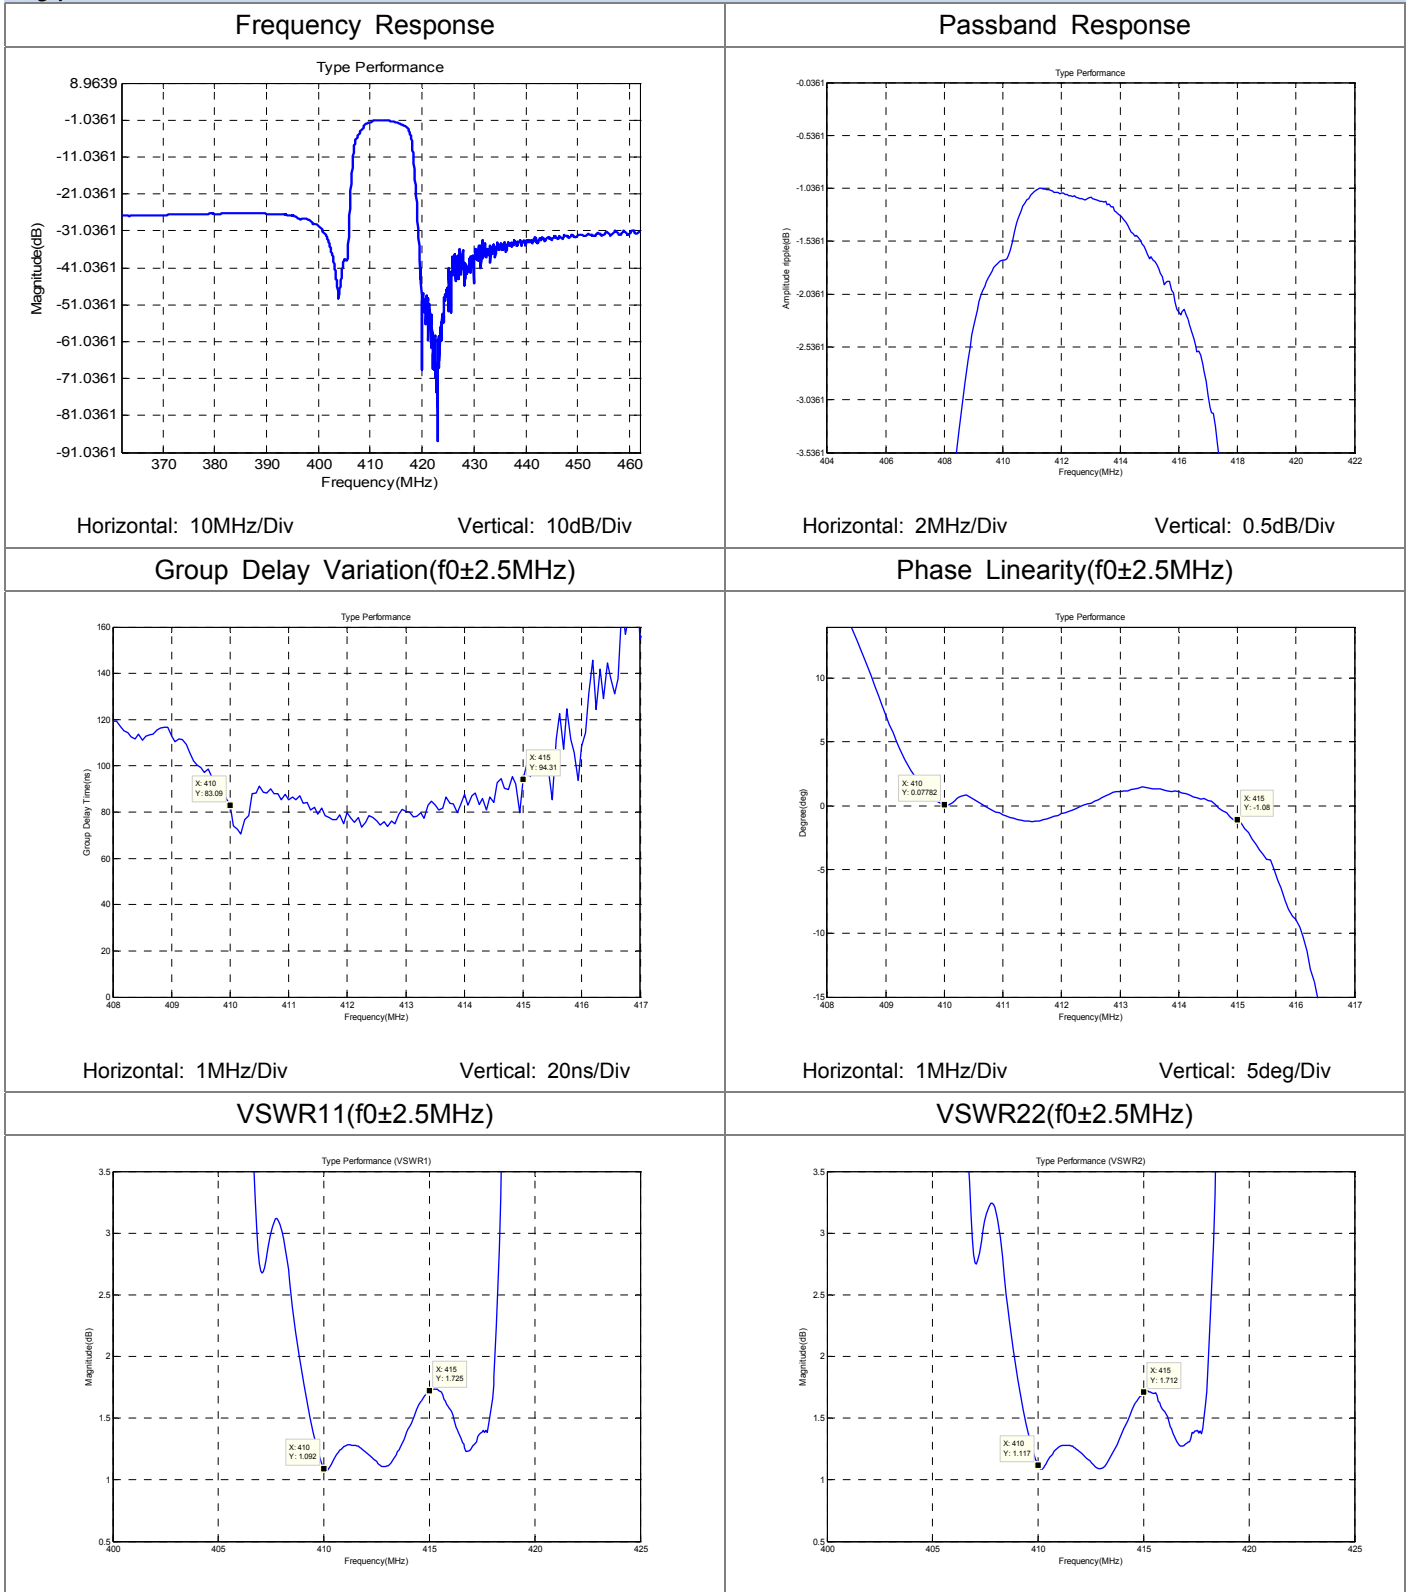 Frequency Response
Passband Response
Type Performance
8.9639
-1.0361
-11.0361
-21.0361
-31.0361
-41.0361
-51.0361
-61.0361
-71.0361
-81.0361
-91.0361
Magnitude(dB)
370 380 390 400 410 420 430 440 450 460
Frequency(MHz)
Horizontal: 10MHz/Div Vertical: 10dB/Div
Type Performance
-0.0361
-0.5361
-1.0361
-1.5361
-2.0361
-2.5361
-3.0361
-3.5361
Amplitude ripple(dB)
404 406 408 410 412 414 416 418 420 422
Frequency(MHz)
Horizontal: 2MHz/Div Vertical: 0.5dB/Div
Group Delay Variation(f0±2.5MHz)
Phase Linearity(f0±2.5MHz)
Type Performance
160
140
120
100
80
60
40
20
0
Group Delay Time(ns)
X: 410
Y: 83.09
X: 415
Y: 94.31
408 409 410 411 412 413 414 415 416 417
Frequency(MHz)
Horizontal: 1MHz/Div Vertical: 20ns/Div
Type Performance
10
5
0
-5
-10
-15
Degree(deg)
X: 410
Y: 0.07782
X: 415
Y: -1.08
408 409 410 411 412 413 414 415 416 417
Frequency(MHz)
Horizontal: 1MHz/Div Vertical: 5deg/Div
VSWR11(f0±2.5MHz)
VSWR22(f0±2.5MHz)
Type Performance (VSWR1)
3.5
3
2.5
2
1.5
1
0.5
Magnitude(dB)
X: 410
Y: 1.092
X: 415
Y: 1.725
400 405 410 415 420 425
Frequency(MHz)
Type Performance (VSWR2)
3.5
3
2.5
2
1.5
1
0.5
Magnitude(dB)
X: 410
Y: 1.117
X: 415
Y: 1.712
400 405 410 415 420 425
Frequency(MHz)